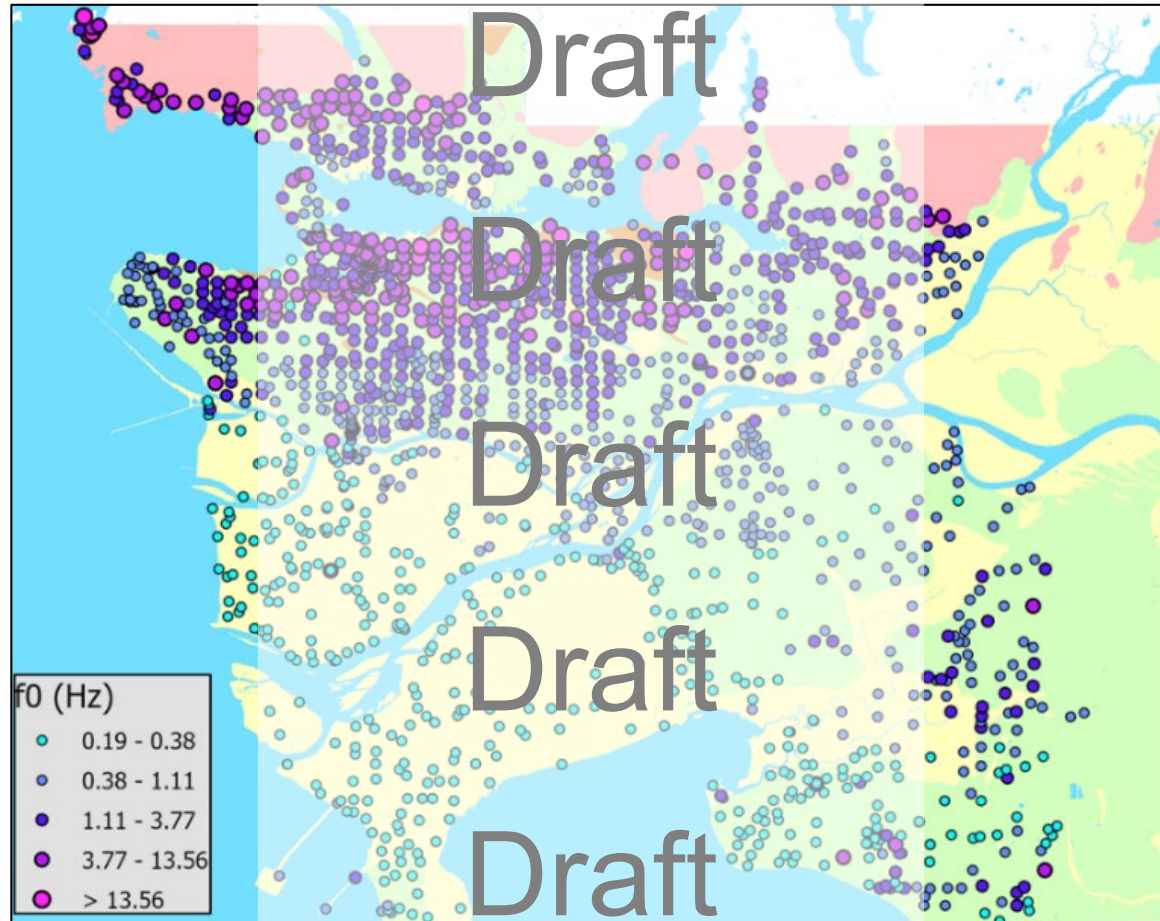 Draft
Draft
Draft
Draft
Draft
f0 (Hz)
0.19 - 0.38
0.38 - 1.11
1.11 - 3.77
3.77 - 13.56
> 13.56